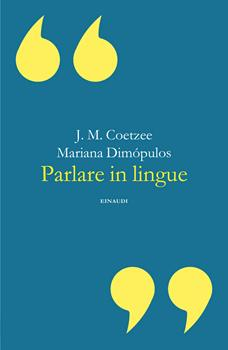 “
J. M. Coetzee
Mariana Dimópulos
Parlare in lingue
EINAUDI
”